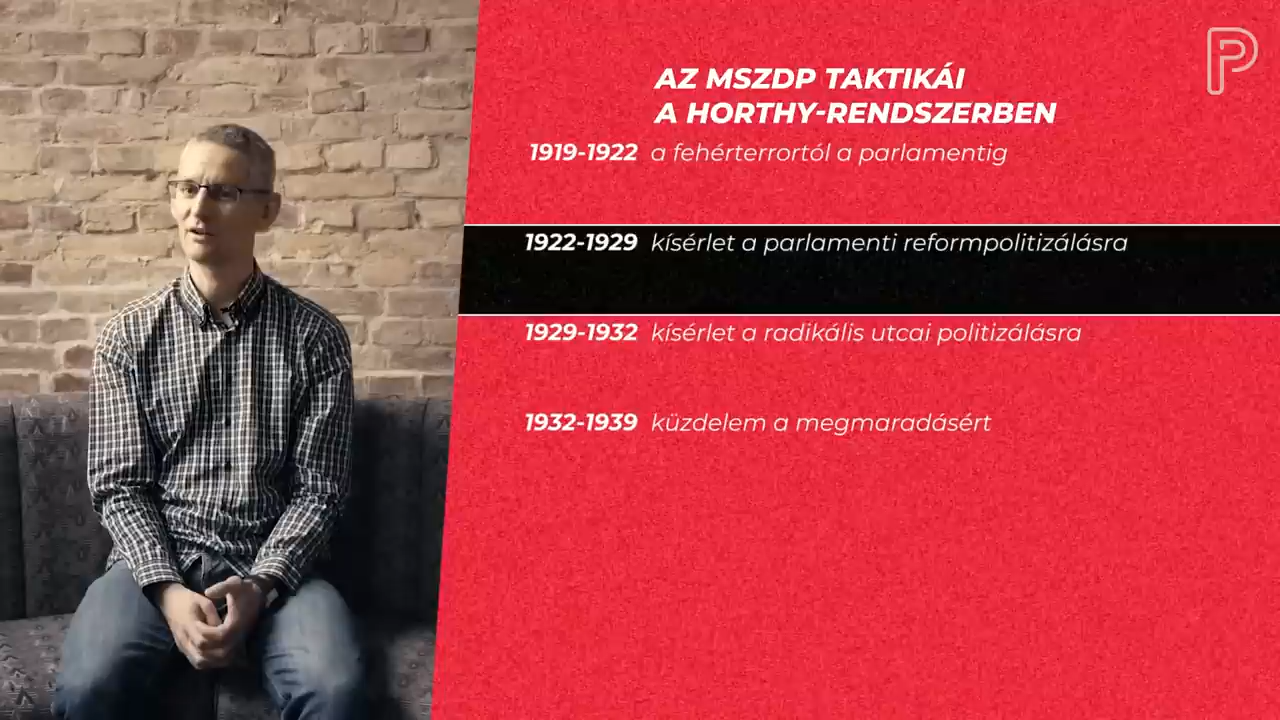 AZ MSZDP TAKTIKÁI
A HORTHY-RENDSZERBEN
1919-1922 a fehérterrortól a parlamentig
1922-1929 kísérlet a parlamenti reformpolitizálásra
1929-1932 kísérlet a radikális utcai politizálásra
1932-1939 küzdelem a megmaradásért
P